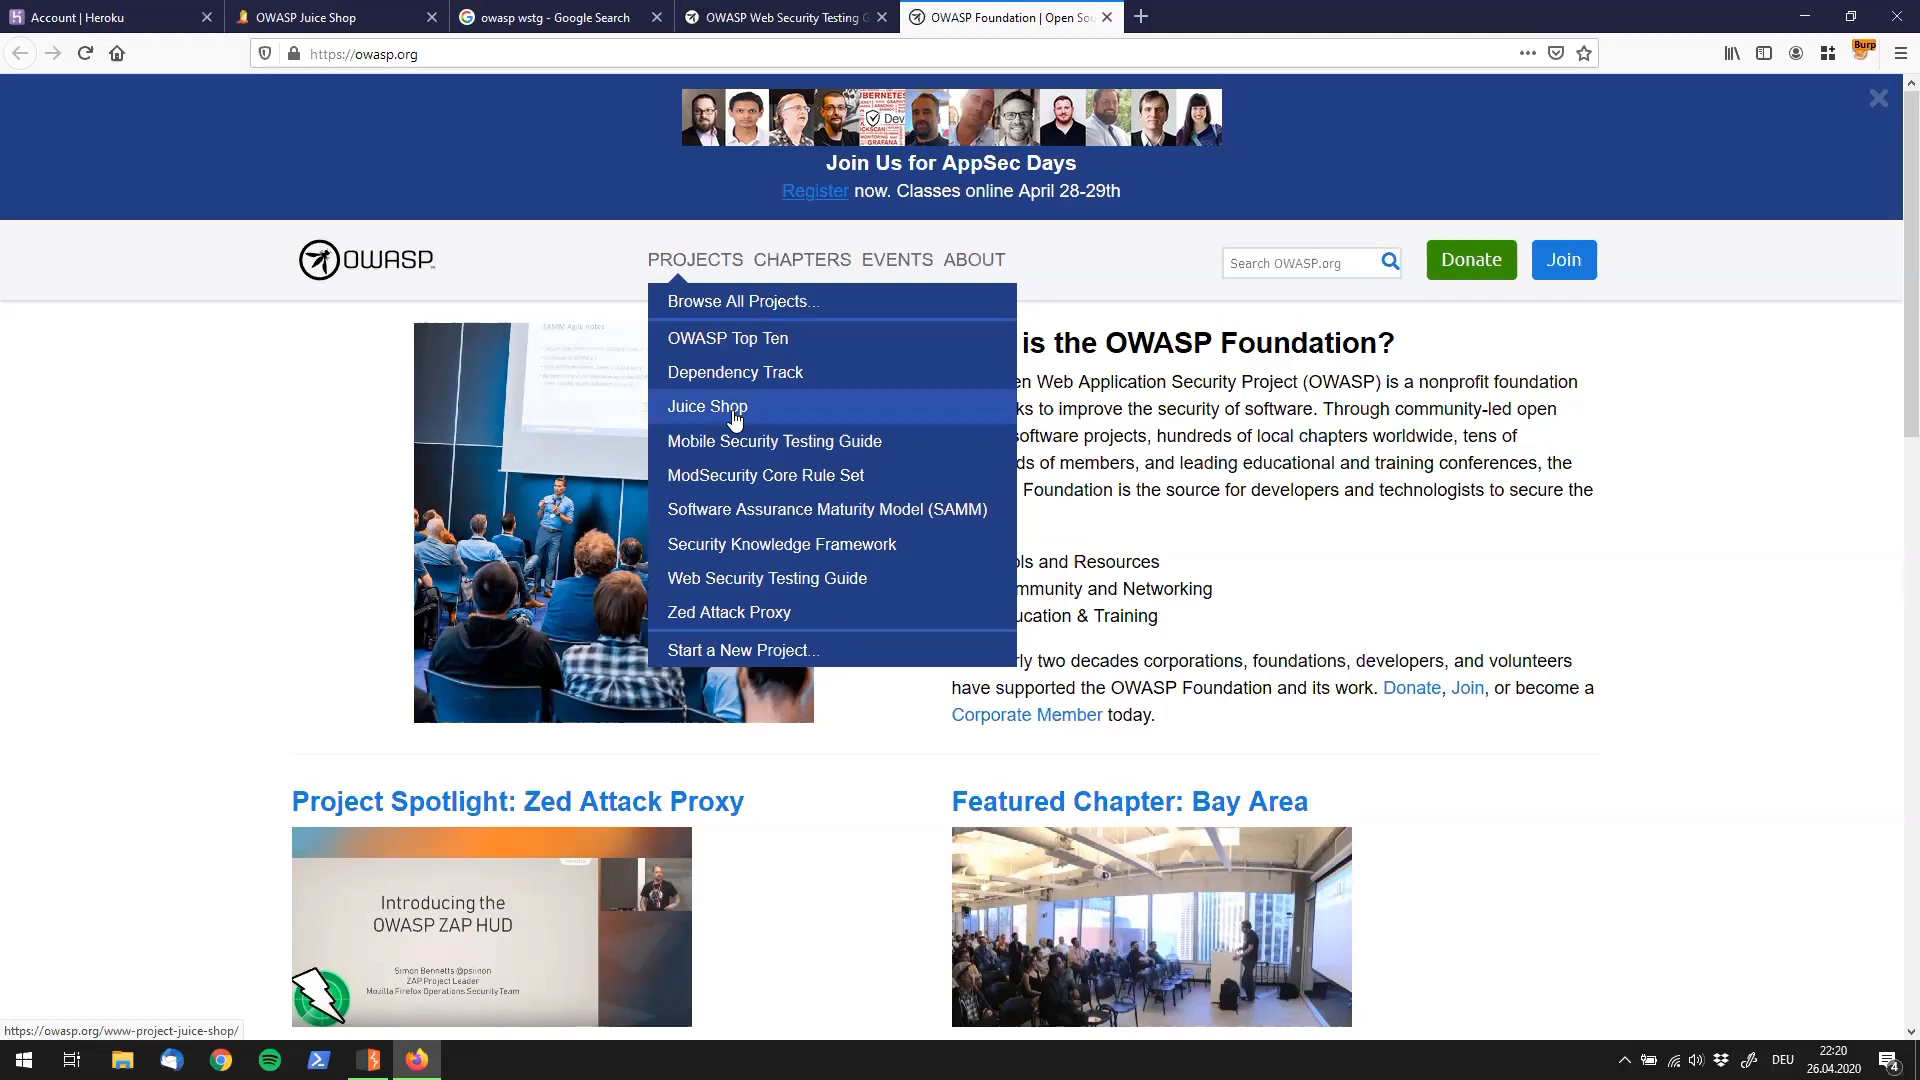 Account | Heroku
OWASP Juice Shop
owasp wstg - Google Search
OWASP Web Security Testing G
OWASP Foundation | Open Sou
https://owasp.org
Burp
Dev
Join Us for AppSec Days
Register now. Classes online April 28-29th
OWASP
PROJECTS CHAPTERS EVENTS ABOUT
Search OWASP.org
Donate
Join
Browse All Projects...
OWASP Top Ten
Dependency Track
Juice Shop
Mobile Security Testing Guide
ModSecurity Core Rule Set
Software Assurance Maturity Model (SAMM)
Security Knowledge Framework
Web Security Testing Guide
Zed Attack Proxy
Start a New Project...
is the OWASP Foundation?
en Web Application Security Project (OWASP) is a nonprofit foundation
ks to improve the security of software. Through community-led open
software projects, hundreds of local chapters worldwide, tens of
ds of members, and leading educational and training conferences, the
Foundation is the source for developers and technologists to secure the
ols and Resources
mmunity and Networking
ucation & Training
rly two decades corporations, foundations, developers, and volunteers
have supported the OWASP Foundation and its work. Donate, Join, or become a
Corporate Member today.
Project Spotlight: Zed Attack Proxy
Featured Chapter: Bay Area
Introducing the
OWASP ZAP HUD
Simon Bennetts @psiinon
ZAP Project Leader
Mozilla Firefox Operations Security Team
https://owasp.org/www-project-juice-shop/
DEU
22:20
26.04.2020
4